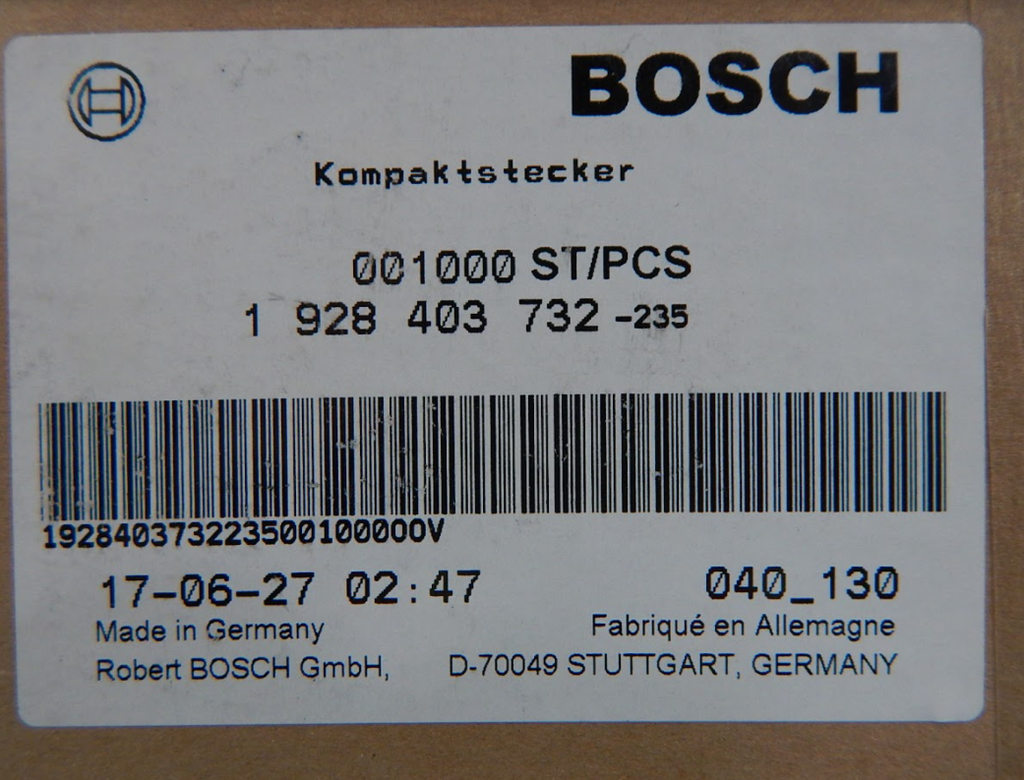 BOSCH
Kompaktstecker
001000 ST/PCS
1 928 403 732 -235
1928403732235001000OOV
17-06-27 02:47 040_130
Made in Germany Fabriqué en Allemagne
Robert BOSCH GmbH, D-70049 STUTTGART, GERMANY